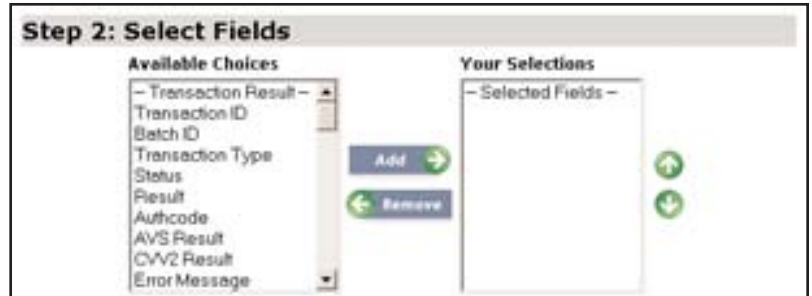 Step 2: Select Fields
Available Choices
-- Transaction Result --
Transaction ID
Batch ID
Transaction Type
Status
Result
Authcode
AVS Result
CVV2 Result
Error Message
Add
Remove
Your Selections
-- Selected Fields --